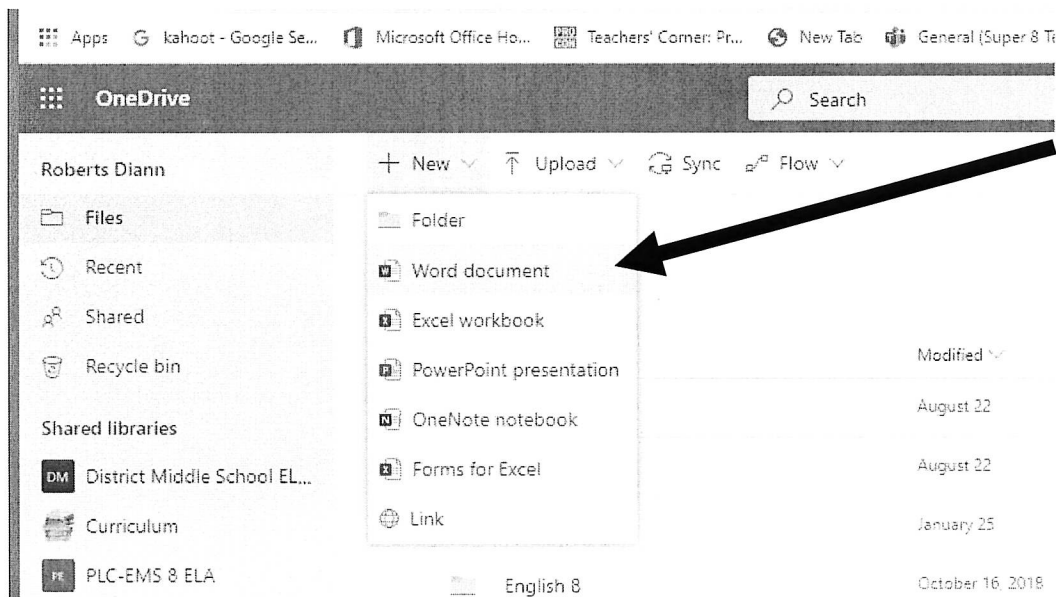 Apps G kahoot - Google Se... Microsoft Office Ho... PRO CON Teachers' Corner: Pr... New Tab General (Super 8 Te
OneDrive Search
Roberts Diann
+ New Upload Sync Flow
Files
Folder
Recent
Word document
Shared
Excel workbook
Recycle bin
PowerPoint presentation
Modified
OneNote notebook
August 22
Shared libraries
Forms for Excel
August 22
DM District Middle School EL...
Link
Curriculum
January 25
PE PLC-EMS 8 ELA
English 8
October 16, 2018